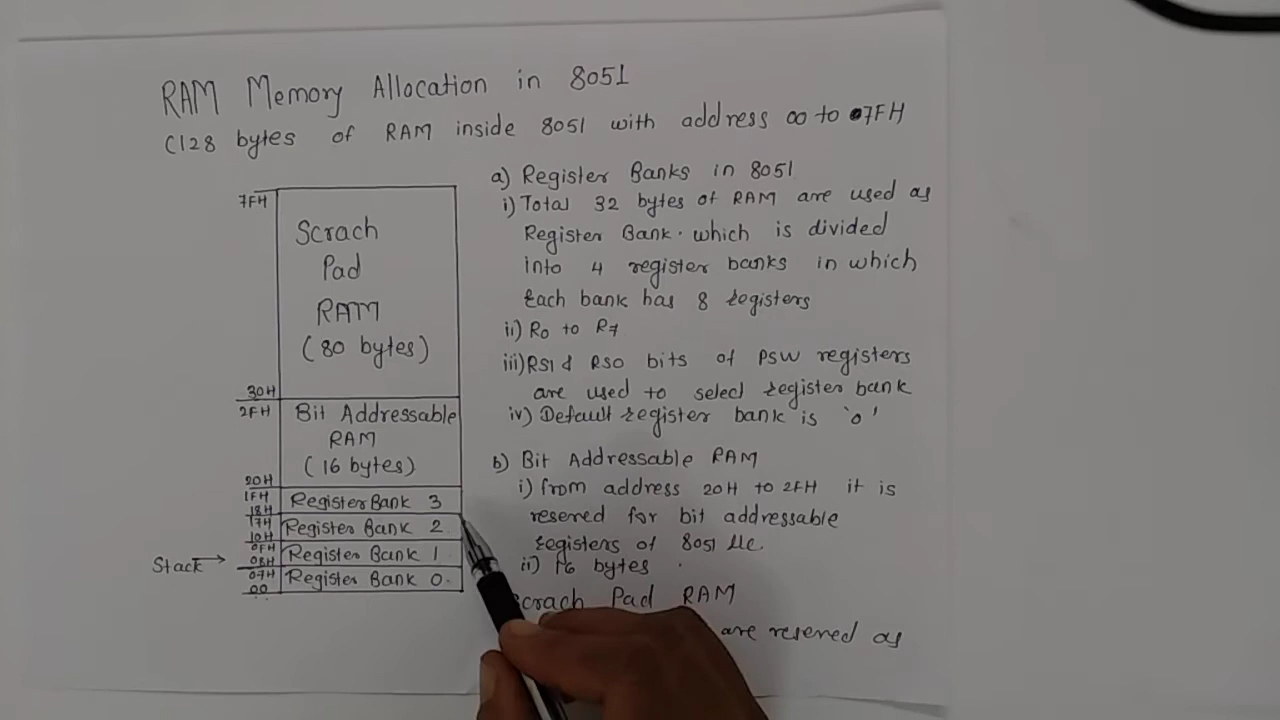 RAM Memory Allocation in 8051
(128 bytes of RAM inside 8051 with address 00 to 07FH
7FH
Scrach
Pad
RAM
(80 bytes)
30H
2FH
Bit Addressable
RAM
(16 bytes)
20H
1FH
Register Bank 3
18H
17H
Register Bank 2
10H
0FH
Register Bank 1
08H
Stack
07H
Register Bank 0
00
a) Register Banks in 8051
i) Total 32 bytes of RAM are used as
Register Bank. which is divided
into 4 register banks in which
Each bank has 8 registers
ii) R0 to R7
iii) RS1 & RS0 bits of PSW registers
are used to select register bank
iv) Default register bank is '0'
b) Bit Addressable RAM
i) from address 20H to 2FH it is
reserved for bit addressable
registers of 8051 Uc.
ii) 16 bytes
Scrach Pad RAM
are reserved as